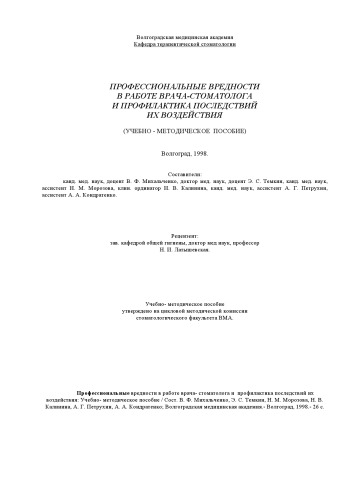 Волгоградская медицинская академия
Кафедра терапевтической стоматологии
ПРОФЕССИОНАЛЬНЫЕ ВРЕДНОСТИ
В РАБОТЕ ВРАЧА-СТОМАТОЛОГА
И ПРОФИЛАКТИКА ПОСЛЕДСТВИЙ
ИХ ВОЗДЕЙСТВИЯ
(УЧЕБНО - МЕТОДИЧЕСКОЕ ПОСОБИЕ)
Волгоград, 1998.
Составители:
канд. мед. наук, доцент В. Ф. Михальченко, доктор мед. наук, доцент Э. С. Темкин, канд. мед. наук,
ассистент Н. М. Морозова, клин. ординатор Н. В. Калинина, канд. мед. наук, ассистент А. Г. Петрухин,
ассистент А. А. Кондратенко.
Рецензент:
зав. кафедрой общей гигиены, доктор мед.наук, профессор
Н. И. Латышевская.
Учебно- методическое пособие
утверждено на цикловой методической комиссии
стоматологического факультета ВМА.
Профессиональные вредности в работе врача- стоматолога и профилактика последствий их
воздействия: Учебно- методическое пособие / Сост. В. Ф. Михальченко, Э. С. Темкин, Н. М. Морозова, Н. В.
Калинина, А. Г. Петрухин, А. А. Кондратенко; Волгоградская медицинская академия.- Волгоград, 1998.- 26 с.